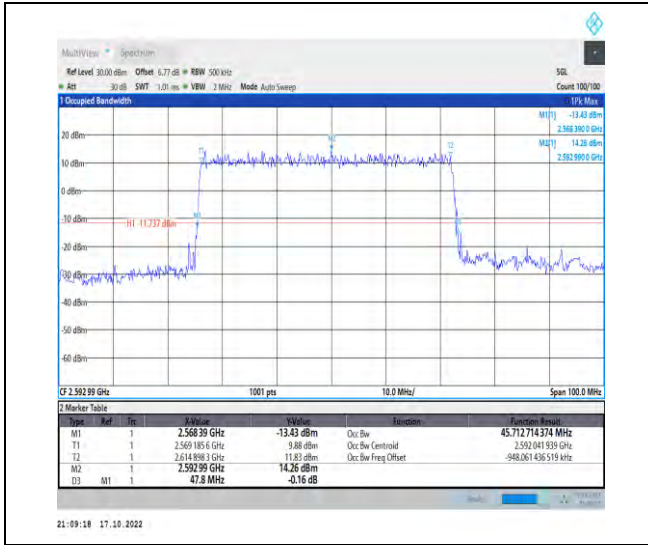 MultiView Spectrum
Ref Level 30.00 dBm Offset 6.77 dB RBW 500 kHz SGL
Att 30 dB SWT 1.01 ms VBW 2 MHz Mode Auto Sweep Count 100/100
1 Occupied Bandwidth 1Pk Max
M1[1] -13.43 dBm
2.568 390 0 GHz
M2[1] 14.26 dBm
2.592 990 0 GHz
20 dBm
M2
T1 T2
10 dBm
0 dBm
-10 dBm
M1
H1 -11.737 dBm
-20 dBm
-30 dBm
-40 dBm
-50 dBm
-60 dBm
CF 2.592 99 GHz 1001 pts 10.0 MHz/ Span 100.0 MHz
2 Marker Table
Type Ref Trc X-Value Y-Value Function Function Result
M1 1 2.568 39 GHz -13.43 dBm Occ Bw 45.712 714 374 MHz
T1 1 2.569 185 6 GHz 9.88 dBm Occ Bw Centroid 2.592 041 939 GHz
T2 1 2.614 898 3 GHz 11.83 dBm Occ Bw Freq Offset -948.061 436 519 kHz
M2 1 2.592 99 GHz 14.26 dBm
D3 M1 1 47.8 MHz -0.16 dB
21:09:18 17.10.2022